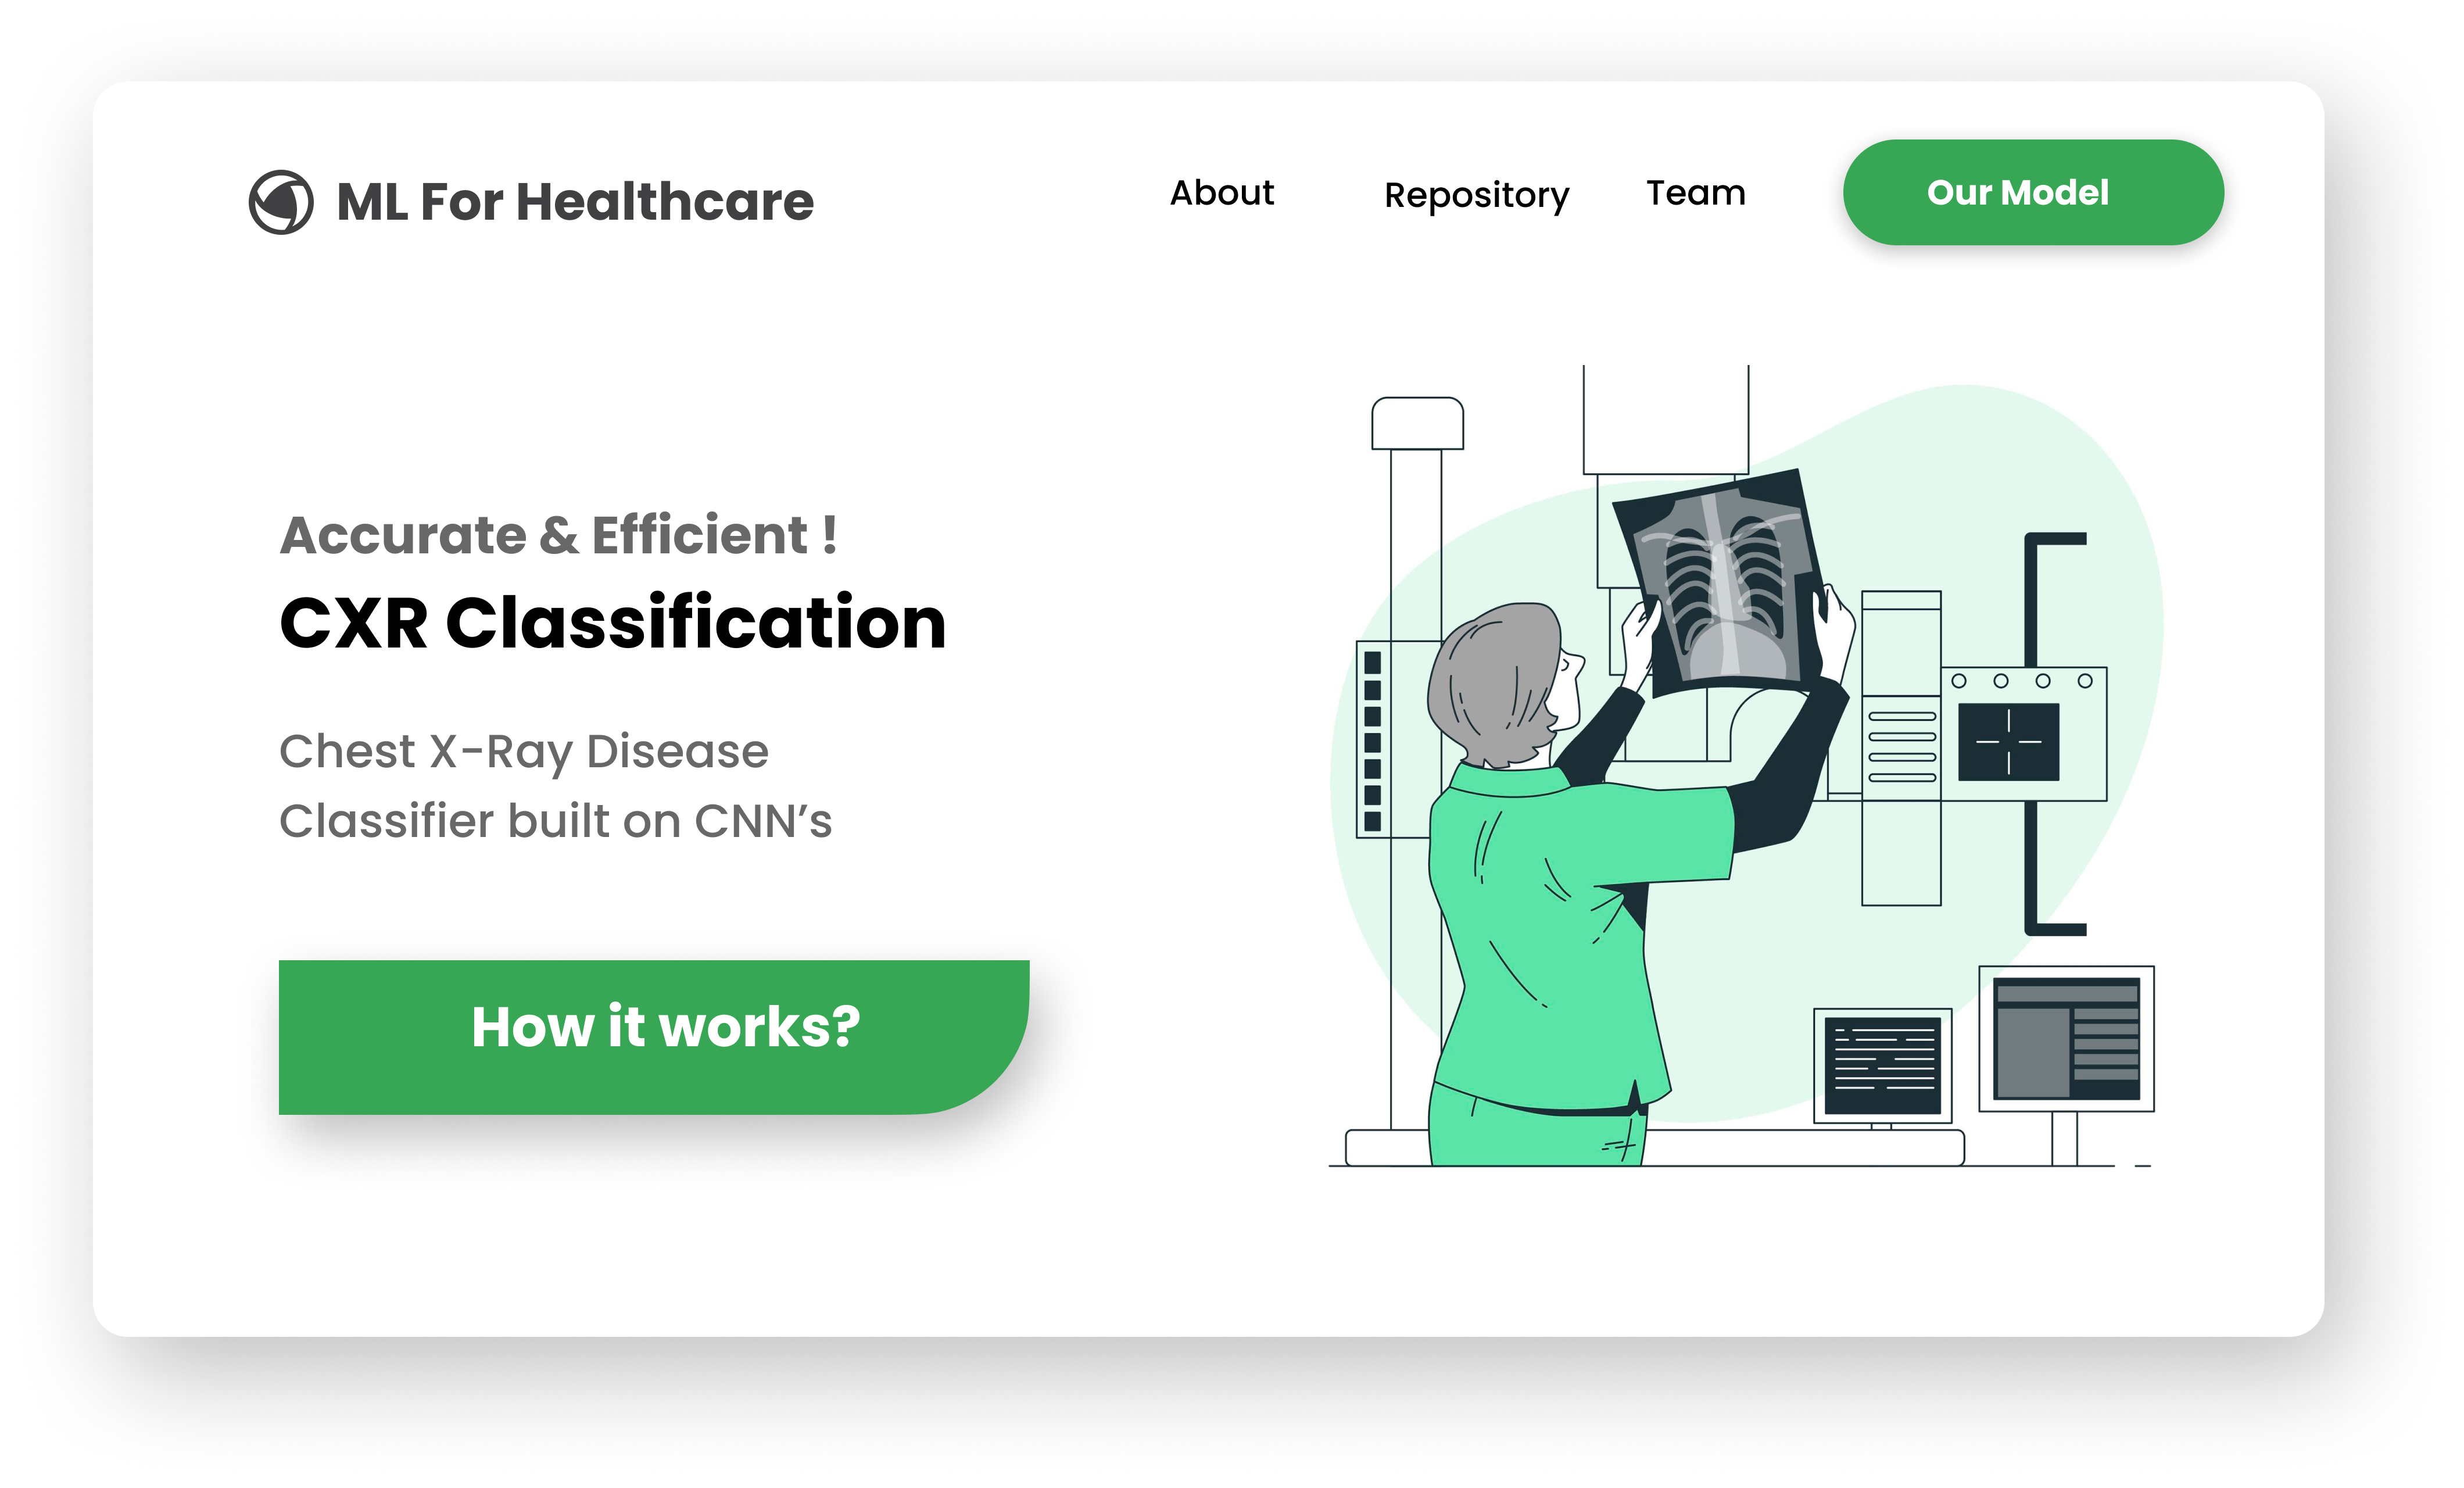 ML For Healthcare
About
Repository
Team
Our Model
Accurate & Efficient !
CXR Classification
Chest X-Ray Disease
Classifier built on CNN’s
How it works?